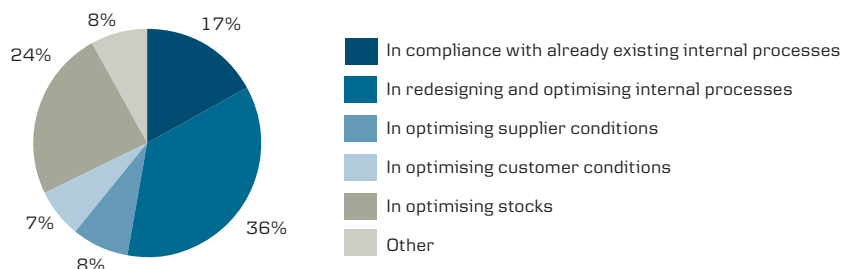 8%
17%
24%
7%
8%
36%
In compliance with already existing internal processes
In redesigning and optimising internal processes
In optimising supplier conditions
In optimising customer conditions
In optimising stocks
Other